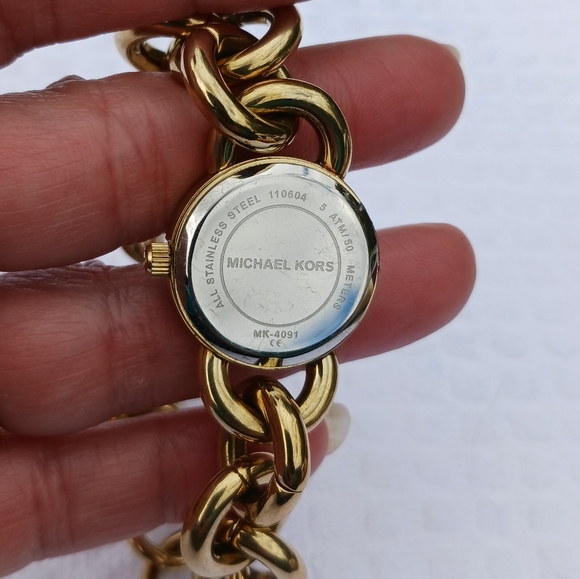 ALL STAINLESS STEEL 110604 5 ATM/50 METERS
MICHAEL KORS
MK-4091
CE